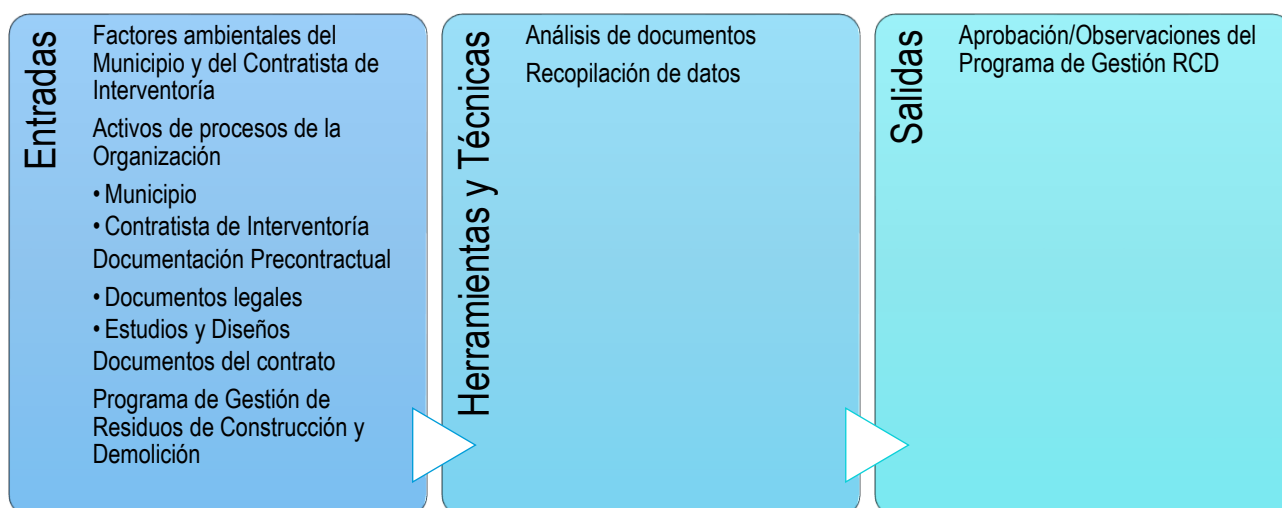 Entradas
Factores ambientales del
Municipio y del Contratista de
Interventoría
Activos de procesos de la
Organización
• Municipio
• Contratista de Interventoría
Documentación Precontractual
• Documentos legales
• Estudios y Diseños
Documentos del contrato
Programa de Gestión de
Residuos de Construcción y
Demolición
Herramientas y Técnicas
Análisis de documentos
Recopilación de datos
Salidas
Aprobación/Observaciones del
Programa de Gestión RCD